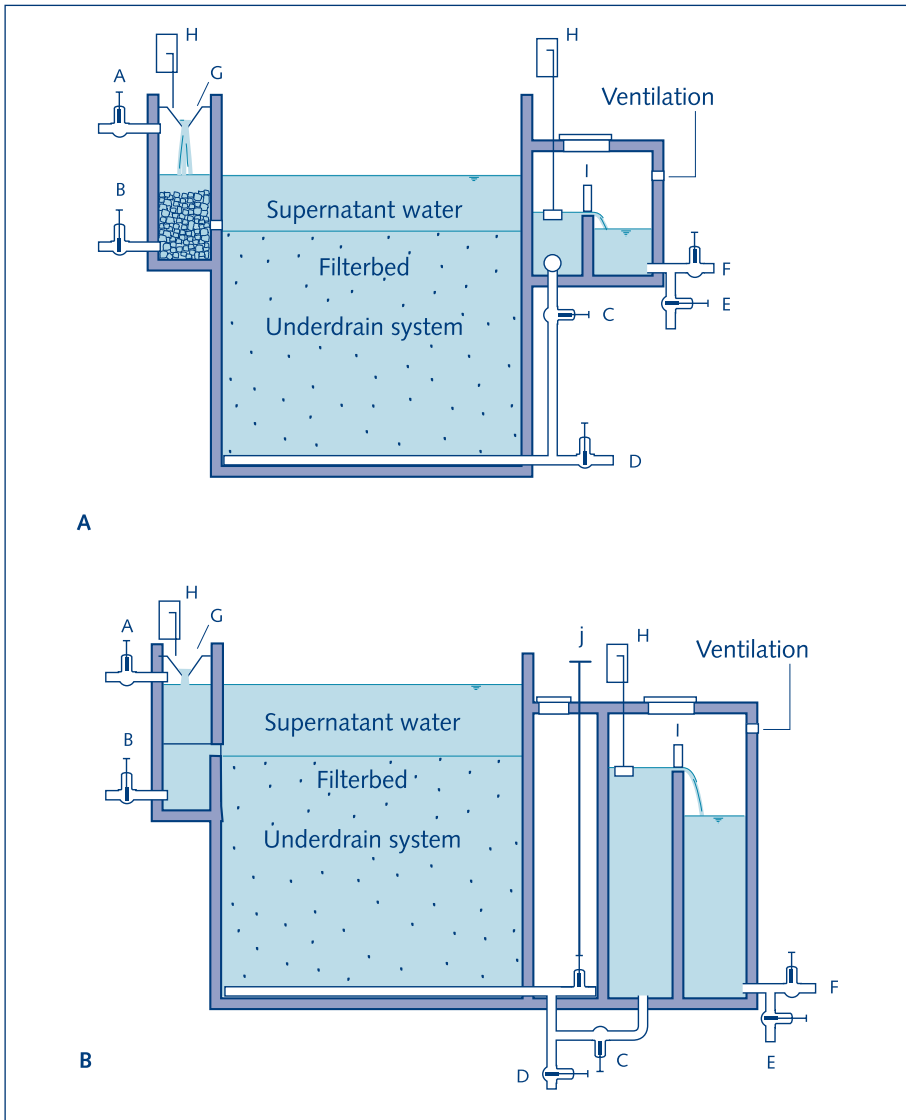 H
G
A
B
Supernatant water
Filterbed
Underdrain system
H
Ventilation
I
F
E
C
D
A
H
G
A
B
Supernatant water
Filterbed
Underdrain system
j
H
Ventilation
I
F
E
C
D
B